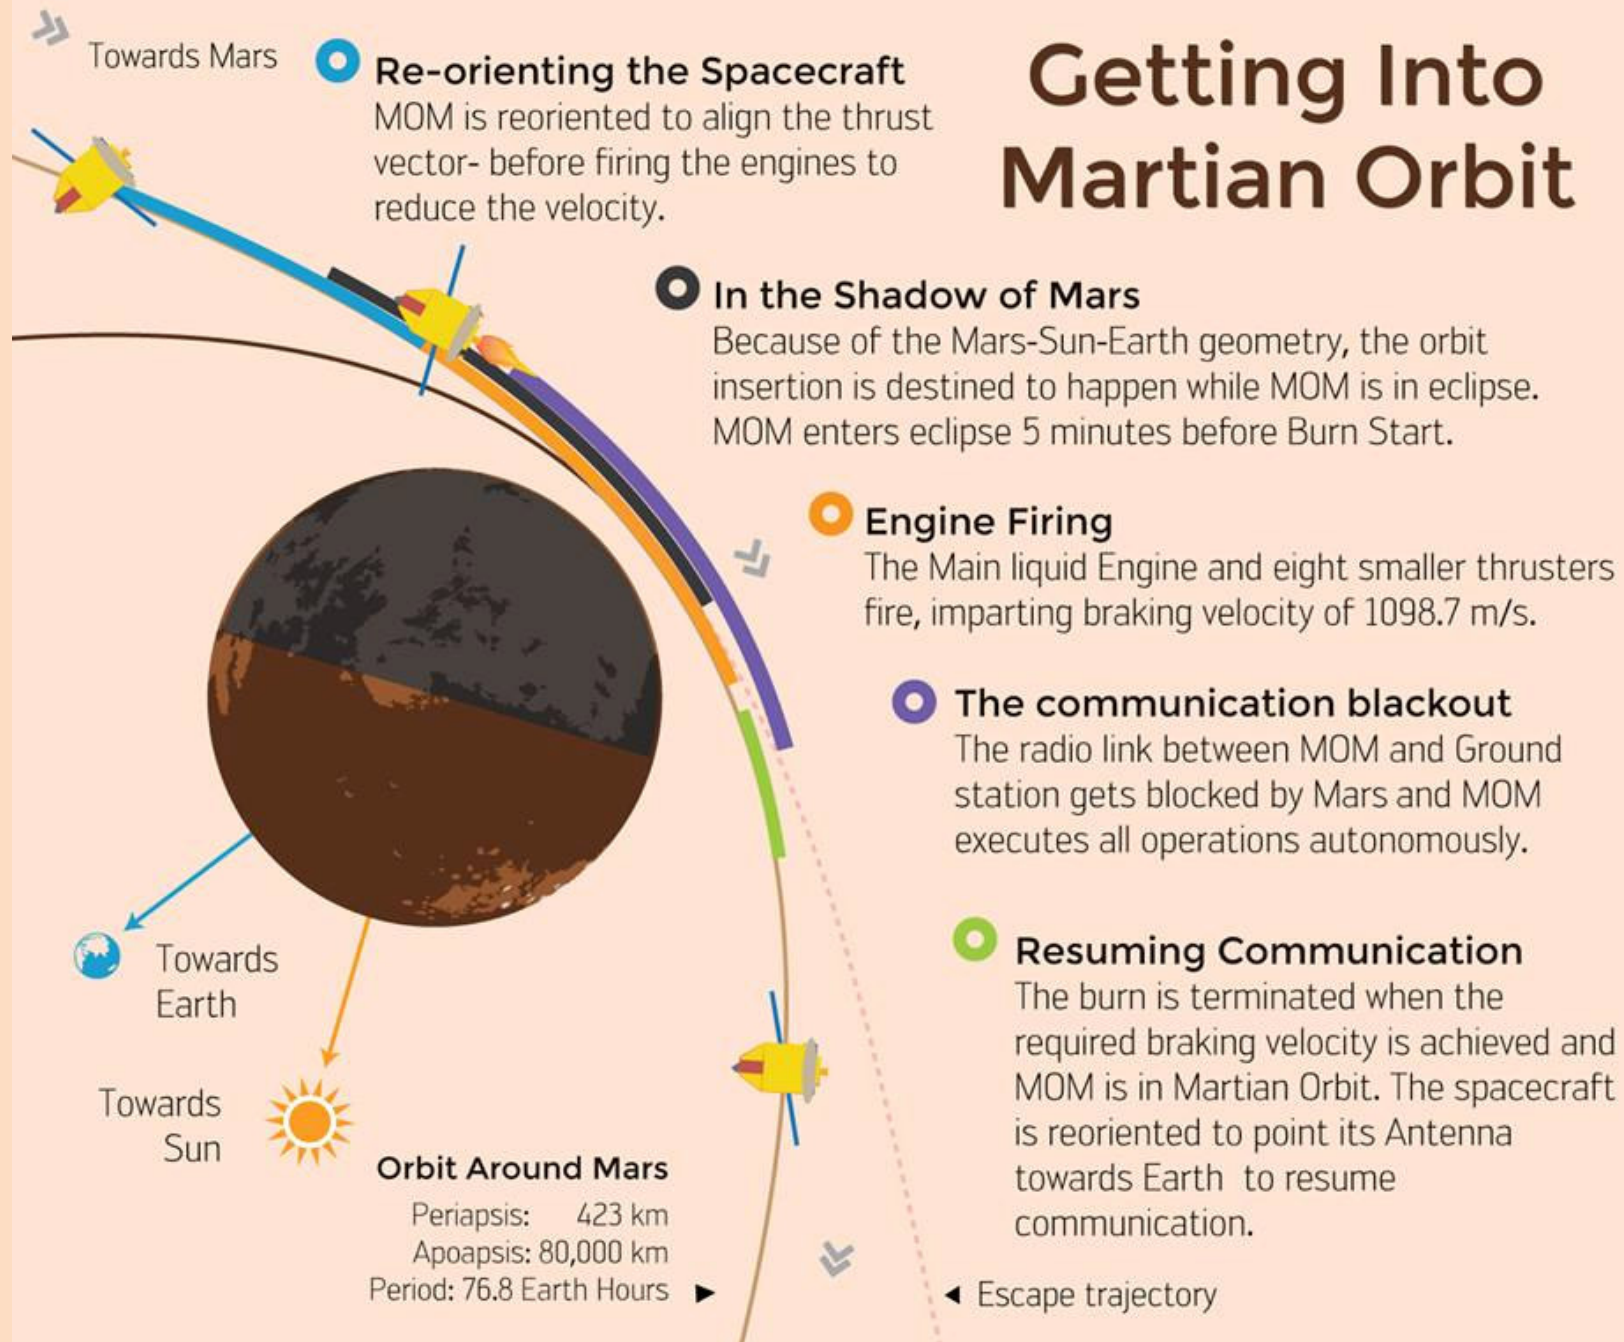 Towards Mars
Getting Into
Martian Orbit
Re-orienting the Spacecraft
MOM is reoriented to align the thrust
vector- before firing the engines to
reduce the velocity.
In the Shadow of Mars
Because of the Mars-Sun-Earth geometry, the orbit
insertion is destined to happen while MOM is in eclipse.
MOM enters eclipse 5 minutes before Burn Start.
Engine Firing
The Main liquid Engine and eight smaller thrusters
fire, imparting braking velocity of 1098.7 m/s.
The communication blackout
The radio link between MOM and Ground
station gets blocked by Mars and MOM
executes all operations autonomously.
Resuming Communication
The burn is terminated when the
required braking velocity is achieved and
MOM is in Martian Orbit. The spacecraft
is reoriented to point its Antenna
towards Earth to resume
communication.
Towards
Earth
Towards
Sun
Orbit Around Mars
Periapsis: 423 km
Apoapsis: 80,000 km
Period: 76.8 Earth Hours
Escape trajectory